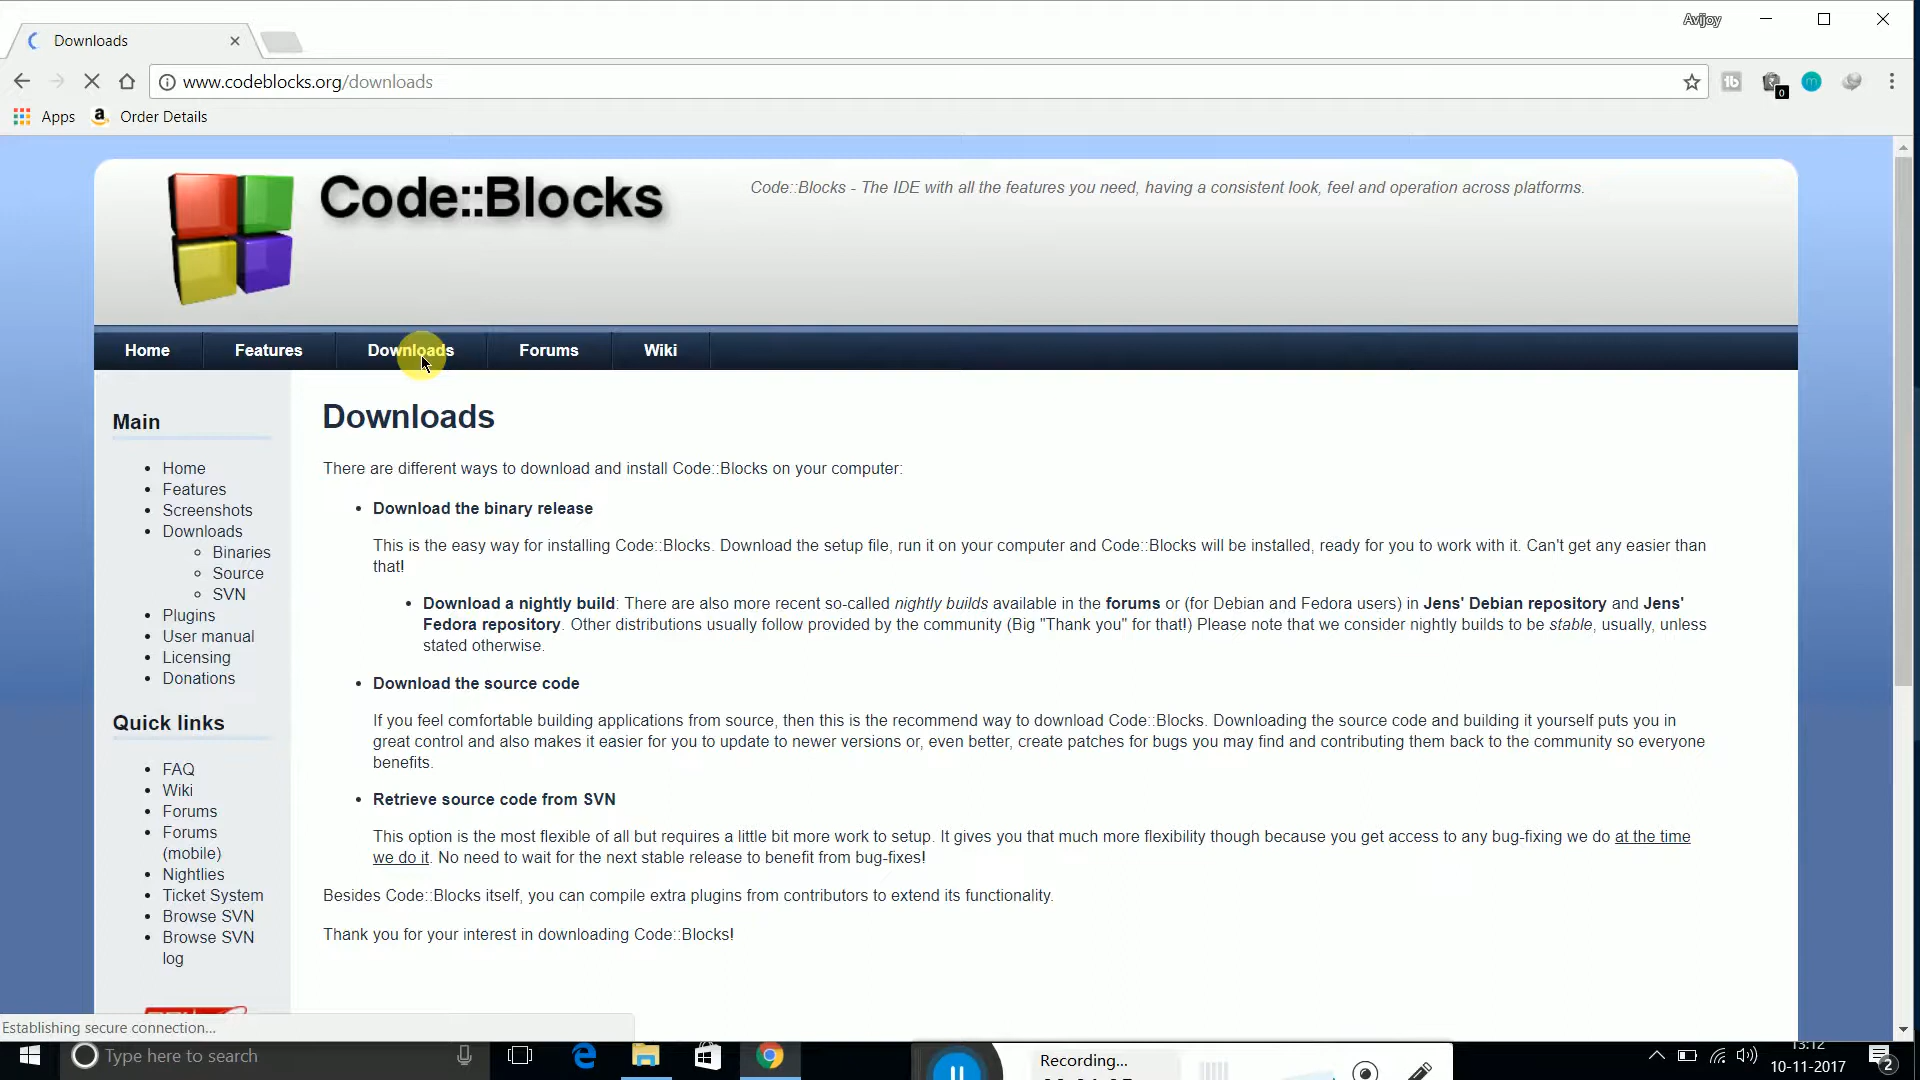 Avijoy
Downloads
www.codeblocks.org/downloads
0
Apps
Order Details
Code::Blocks
Code::Blocks - The IDE with all the features you need, having a consistent look, feel and operation across platforms.
Home Features Downloads Forums Wiki
Main
Home
Features
Screenshots
Downloads
Binaries
Source
SVN
Plugins
User manual
Licensing
Donations
Quick links
FAQ
Wiki
Forums
Forums
(mobile)
Nightlies
Ticket System
Browse SVN
Browse SVN
log
Downloads
There are different ways to download and install Code::Blocks on your computer:
Download the binary release
This is the easy way for installing Code::Blocks. Download the setup file, run it on your computer and Code::Blocks will be installed, ready for you to work with it. Can't get any easier than
that!
Download a nightly build: There are also more recent so-called nightly builds available in the forums or (for Debian and Fedora users) in Jens' Debian repository and Jens'
Fedora repository. Other distributions usually follow provided by the community (Big "Thank you" for that!) Please note that we consider nightly builds to be stable, usually, unless
stated otherwise.
Download the source code
If you feel comfortable building applications from source, then this is the recommend way to download Code::Blocks. Downloading the source code and building it yourself puts you in
great control and also makes it easier for you to update to newer versions or, even better, create patches for bugs you may find and contributing them back to the community so everyone
benefits.
Retrieve source code from SVN
This option is the most flexible of all but requires a little bit more work to setup. It gives you that much more flexibility though because you get access to any bug-fixing we do at the time
we do it. No need to wait for the next stable release to benefit from bug-fixes!
Besides Code::Blocks itself, you can compile extra plugins from contributors to extend its functionality.
Thank you for your interest in downloading Code::Blocks!
Establishing secure connection...
Type here to search
Recording...
13:12
10-11-2017
2